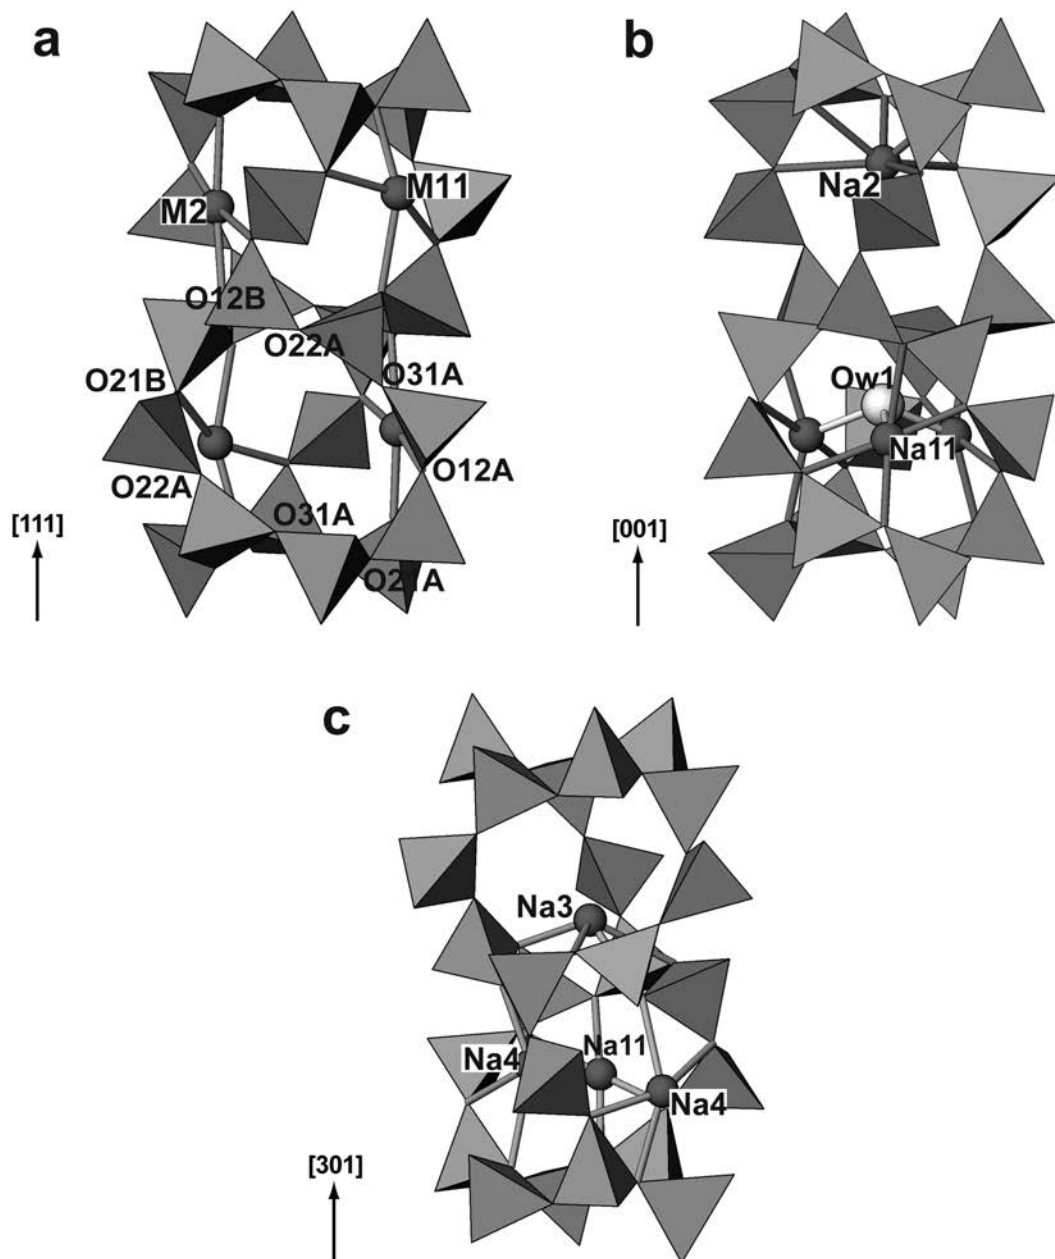 a
M2
M11
O12B
O22A
O21B
O31A
O22A
O12A
O31A
O21A
[111]
b
Na2
Ow1
Na11
[001]
c
Na3
Na11
Na4
Na4
[301]